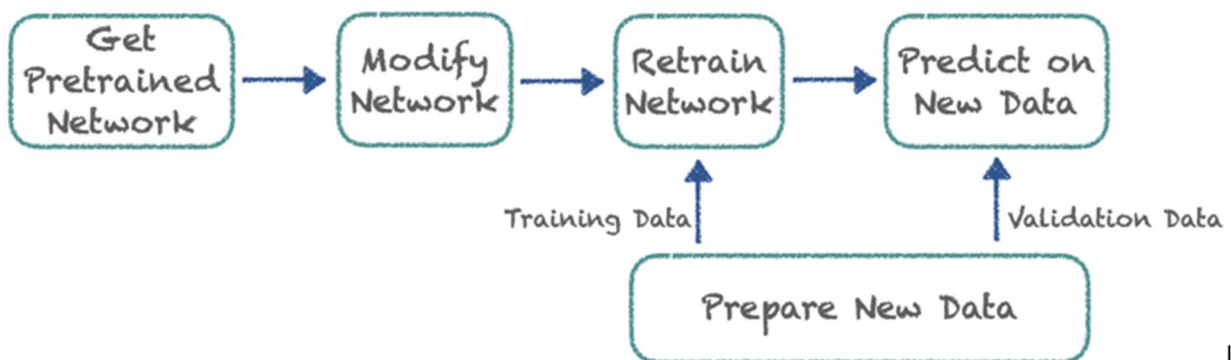 Get
Pretrained
Network
Modify
Network
Retrain
Network
Predict on
New Data
Training Data
Validation Data
Prepare New Data